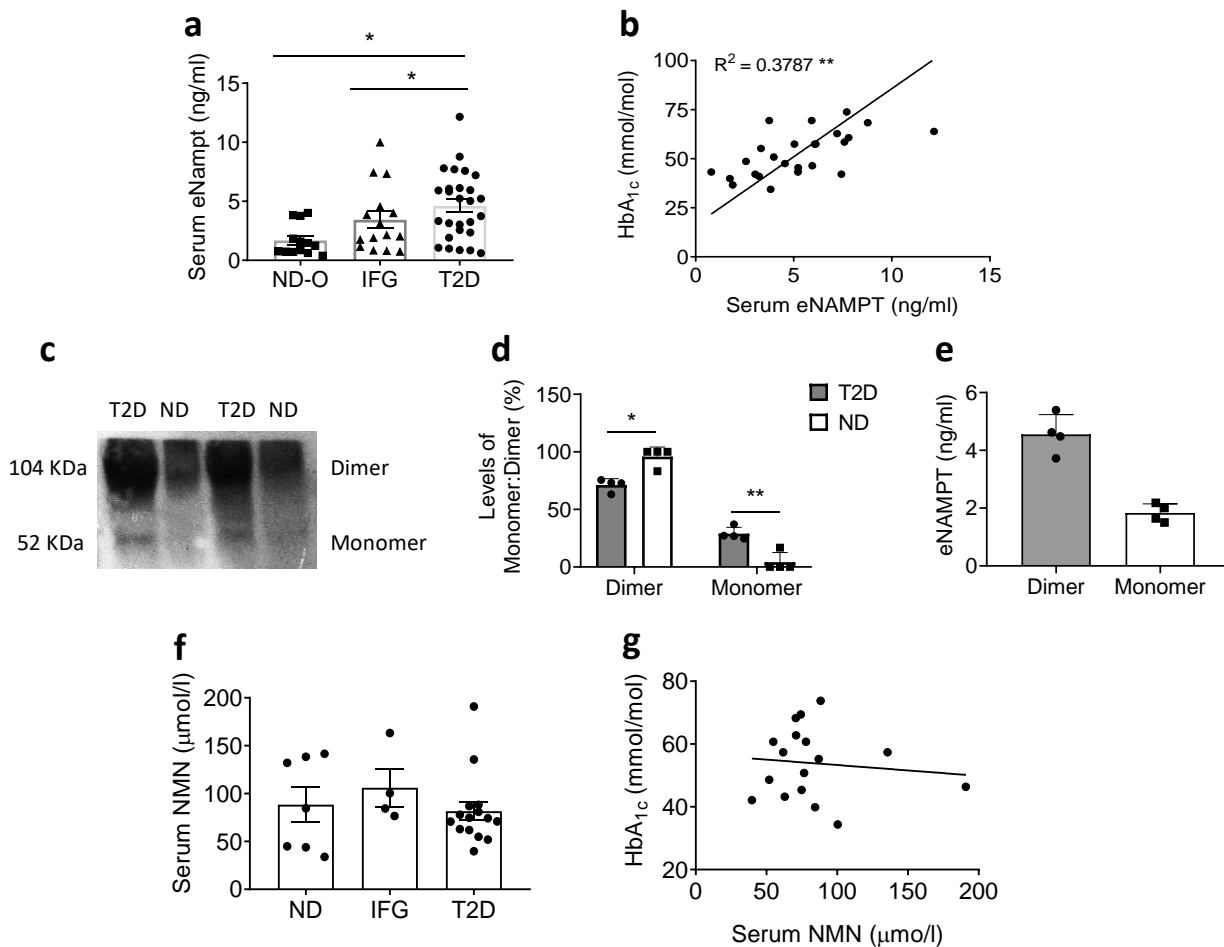 a
*
*
Serum eNampt (ng/ml)
15
10
5
0
ND-O IFG T2D
b
R² = 0.3787 **
HbA₁c (mmol/mol)
100
75
50
25
0
0 5 10 15
Serum eNAMPT (ng/ml)
c
T2D ND T2D ND
104 KDa Dimer
52 KDa Monomer
d
Levels of
Monomer:Dimer (%)
150
100
50
0
*
**
T2D
ND
Dimer Monomer
e
eNAMPT (ng/ml)
6
4
2
0
Dimer Monomer
f
Serum NMN (μmol/l)
200
150
100
50
0
ND IFG T2D
g
HbA₁c (mmol/mol)
80
60
40
20
0 50 100 150 200
Serum NMN (μmo/l)